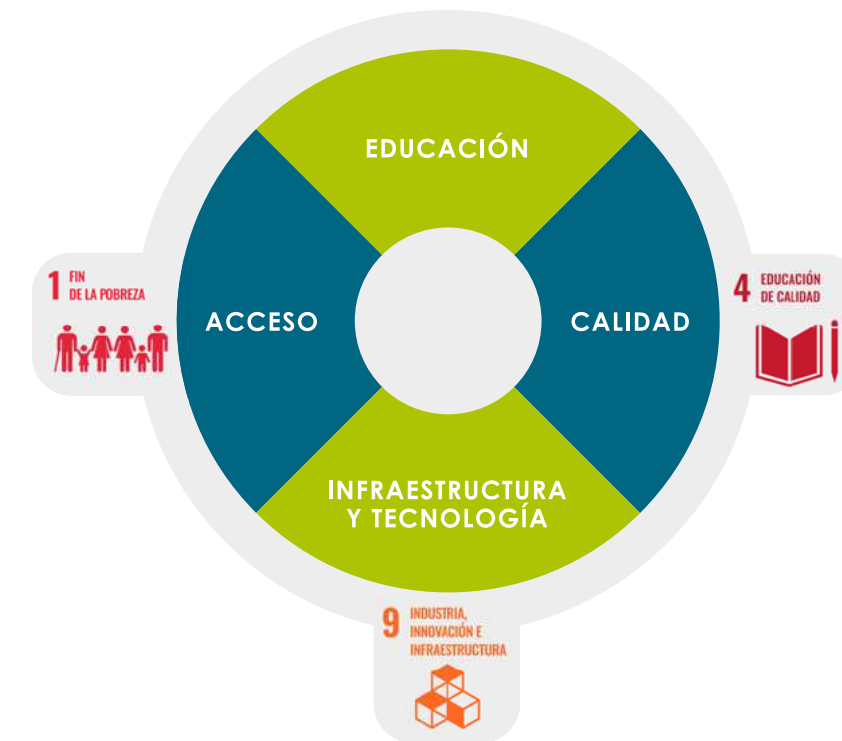 EDUCACIÓN
1 FIN
DE LA POBREZA
ACCESO
CALIDAD
4 EDUCACIÓN
DE CALIDAD
INFRAESTRUCTURA
Y TECNOLOGÍA
9 INDUSTRIA,
INNOVACIÓN E
INFRAESTRUCTURA